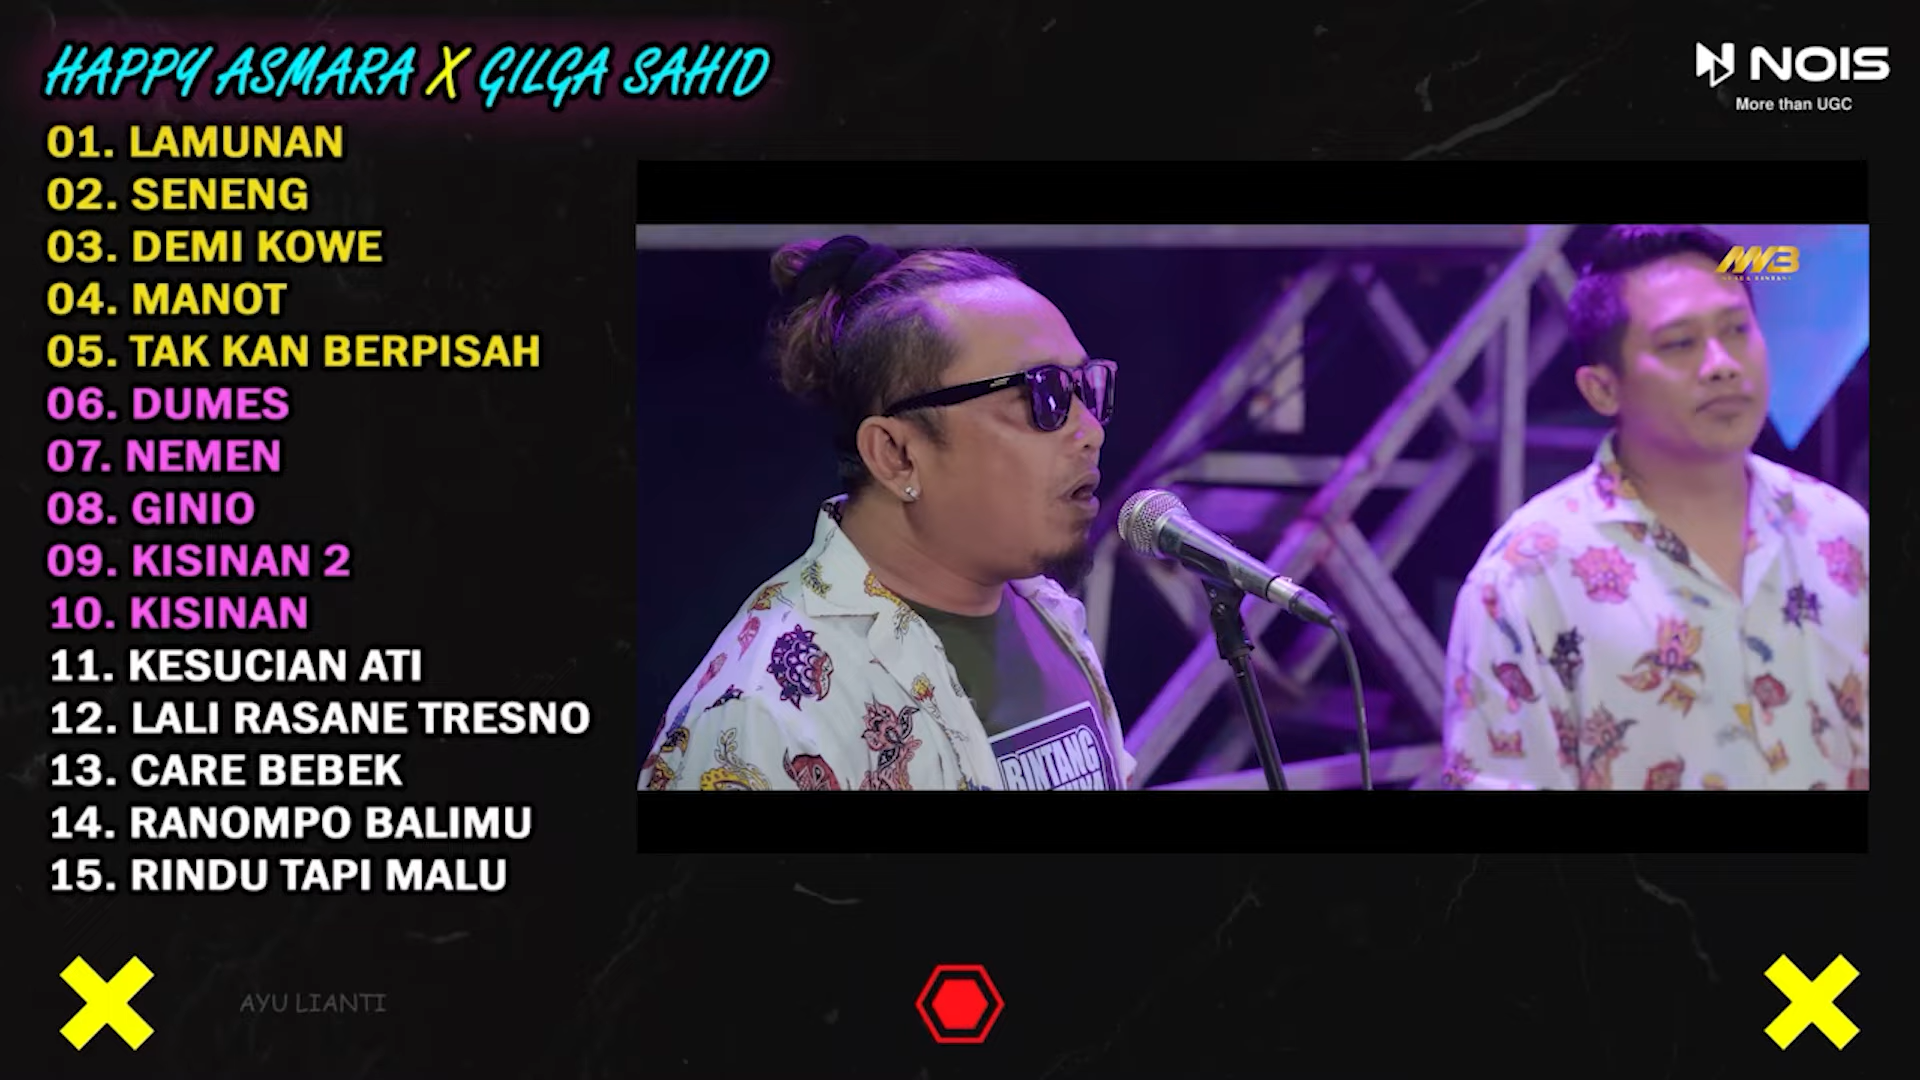 HAPPY ASMARA X GILGA SAHID
NOIS
More than UGC
01. LAMUNAN
02. SENENG
03. DEMI KOWE
04. MANOT
05. TAK KAN BERPISAH
06. DUMES
07. NEMEN
08. GINIO
09. KISINAN 2
10. KISINAN
11. KESUCIAN ATI
12. LALI RASANE TRESNO
13. CARE BEBEK
14. RANOMPO BALIMU
15. RINDU TAPI MALU
BINTANG
AYU LIANTI